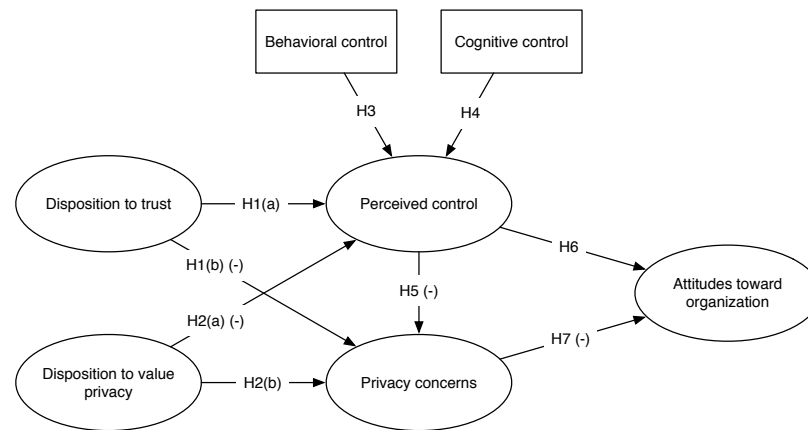 Behavioral control
Cognitive control
H3
H4
Disposition to trust
H1(a)
Perceived control
H1(b) (-)
H6
H2(a) (-)
H5 (-)
Attitudes toward
organization
H7 (-)
Disposition to value
privacy
H2(b)
Privacy concerns